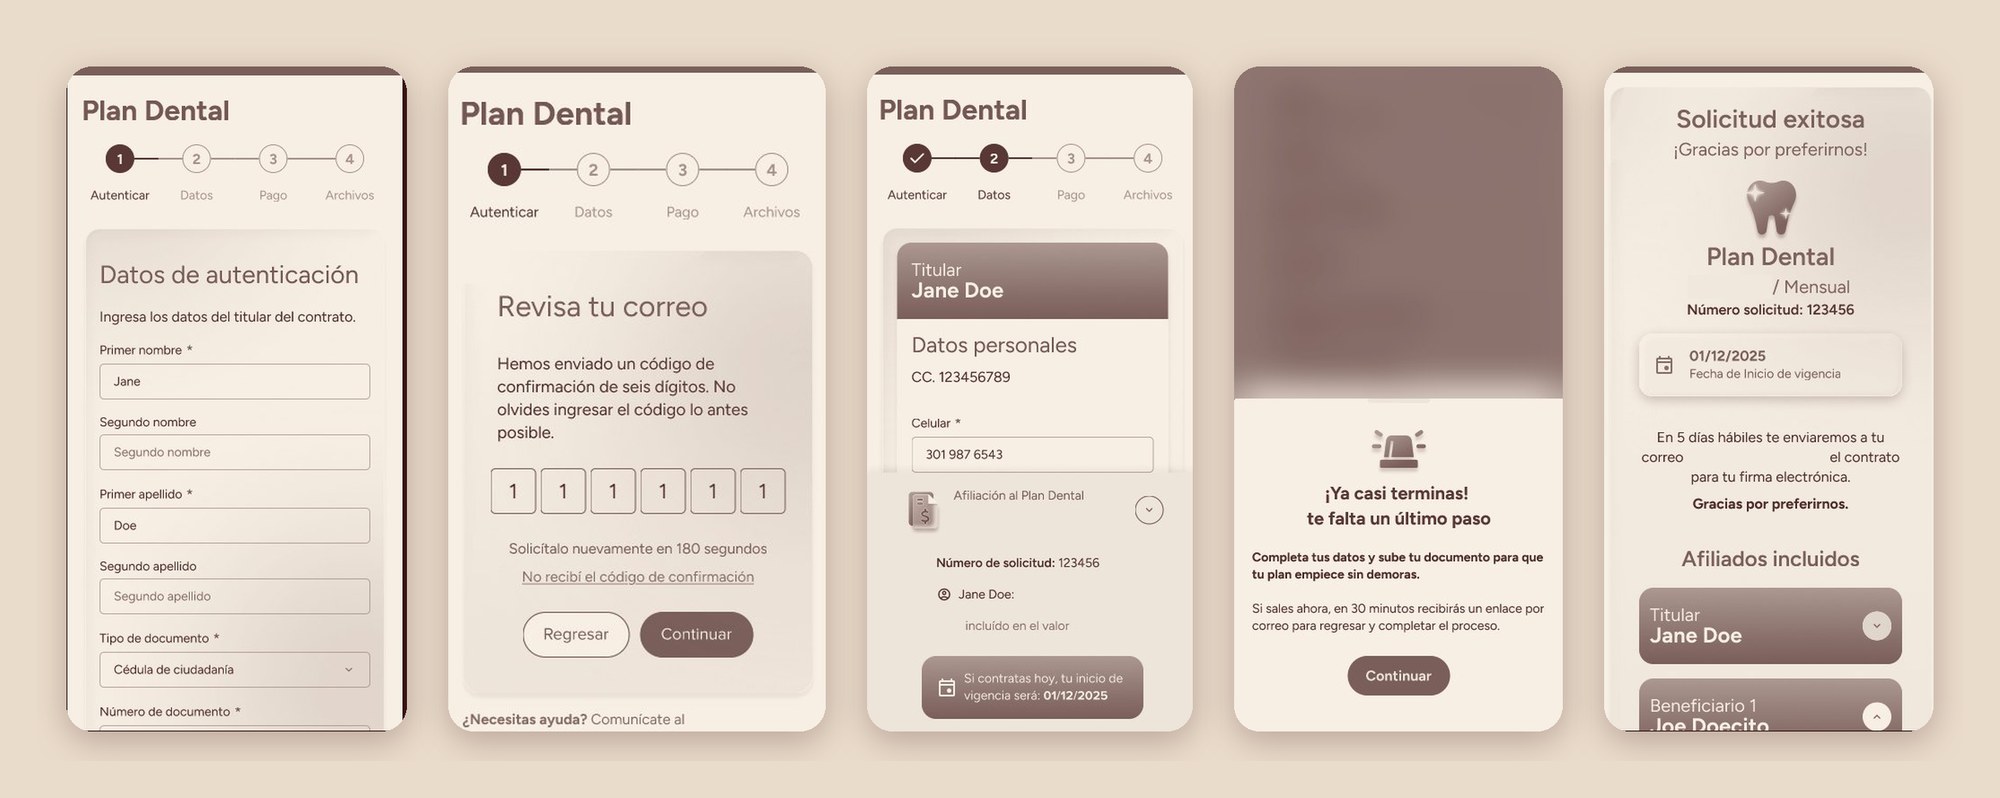 Plan Dental
1 2 3 4
Autenticar Datos Pago Archivos
Datos de autenticación
Ingresa los datos del titular del contrato.
Primer nombre *
Jane
Segundo nombre
Segundo nombre
Primer apellido *
Doe
Segundo apellido
Segundo apellido
Tipo de documento *
Cédula de ciudadanía
Número de documento *
Plan Dental
1 2 3 4
Autenticar Datos Pago Archivos
Revisa tu correo
Hemos enviado un código de
confirmación de seis dígitos. No
olvides ingresar el código lo antes
posible.
1 1 1 1 1 1
Solicítalo nuevamente en 180 segundos
No recibí el código de confirmación
Regresar Continuar
¿Necesitas ayuda? Comunícate al
Plan Dental
2 3 4
Autenticar Datos Pago Archivos
Titular
Jane Doe
Datos personales
CC. 123456789
Celular *
301 987 6543
Afiliación al Plan Dental
Número de solicitud: 123456
Jane Doe:
incluído en el valor
Si contratas hoy, tu inicio de
vigencia será: 01/12/2025
¡Ya casi terminas!
te falta un último paso
Completa tus datos y sube tu documento para que
tu plan empiece sin demoras.
Si sales ahora, en 30 minutos recibirás un enlace por
correo para regresar y completar el proceso.
Continuar
Solicitud exitosa
¡Gracias por preferirnos!
Plan Dental
/ Mensual
Número solicitud: 123456
01/12/2025
Fecha de Inicio de vigencia
En 5 días hábiles te enviaremos a tu
correo el contrato
para tu firma electrónica.
Gracias por preferirnos.
Afiliados incluidos
Titular
Jane Doe
Beneficiario 1
Joe Doecito